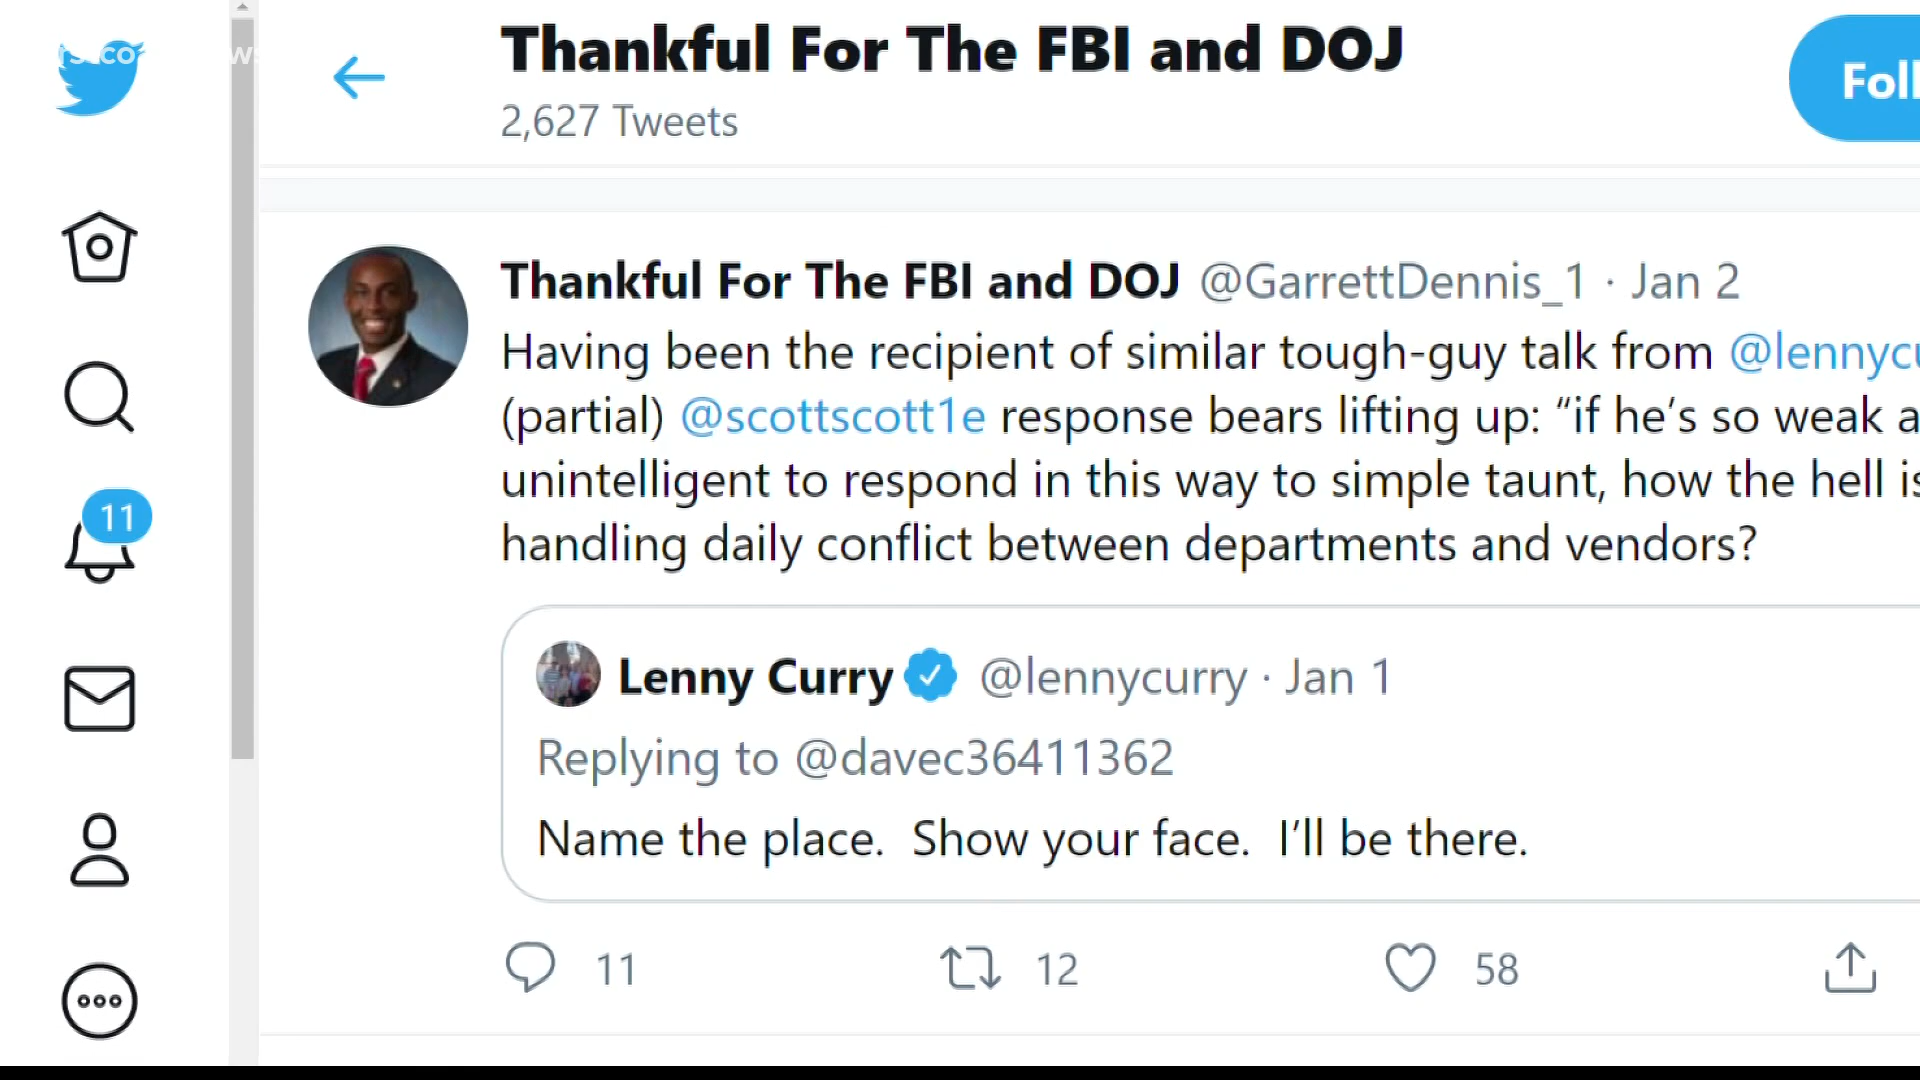 Thankful For The FBI and DOJ
2,627 Tweets
11
Thankful For The FBI and DOJ @GarrettDennis_1 · Jan 2
Having been the recipient of similar tough-guy talk from
(partial) @scottscott1e response bears lifting up: “if he’s so weak
unintelligent to respond in this way to simple taunt, how the hell
handling daily conflict between departments and vendors?
Lenny Curry @lennycurry · Jan 1
Replying to @davec36411362
Name the place. Show your face. I’ll be there.
11 12 58